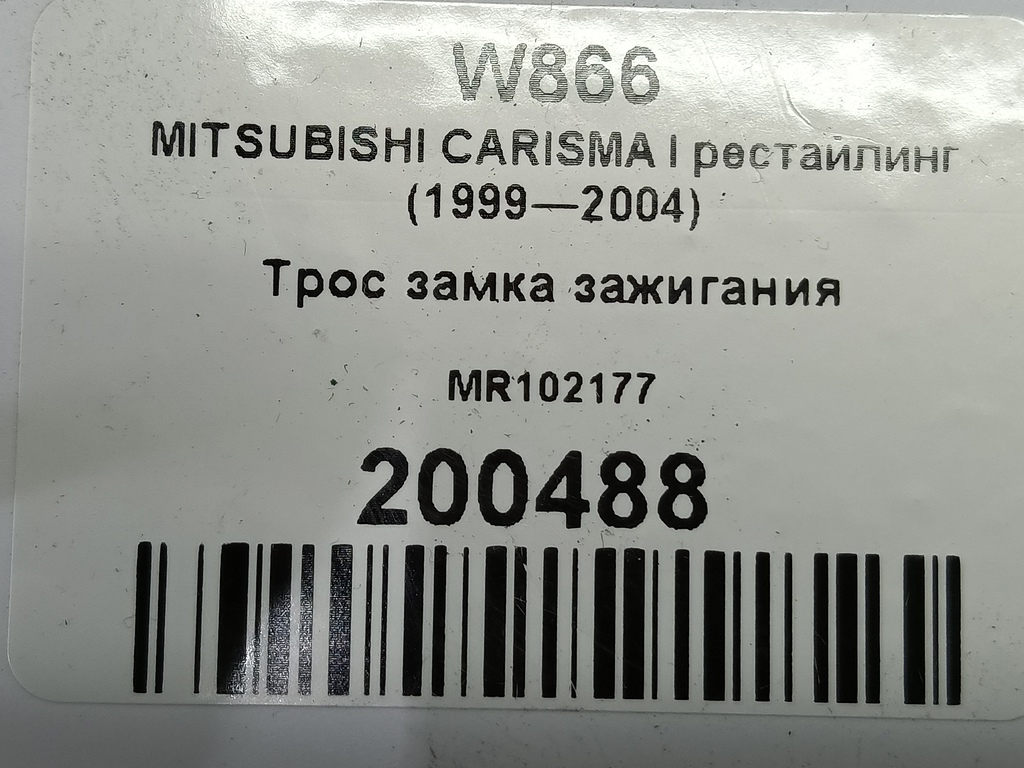 W866
MITSUBISHI CARISMA I рестайлинг
(1999—2004)
Трос замка зажигания
MR102177
200488